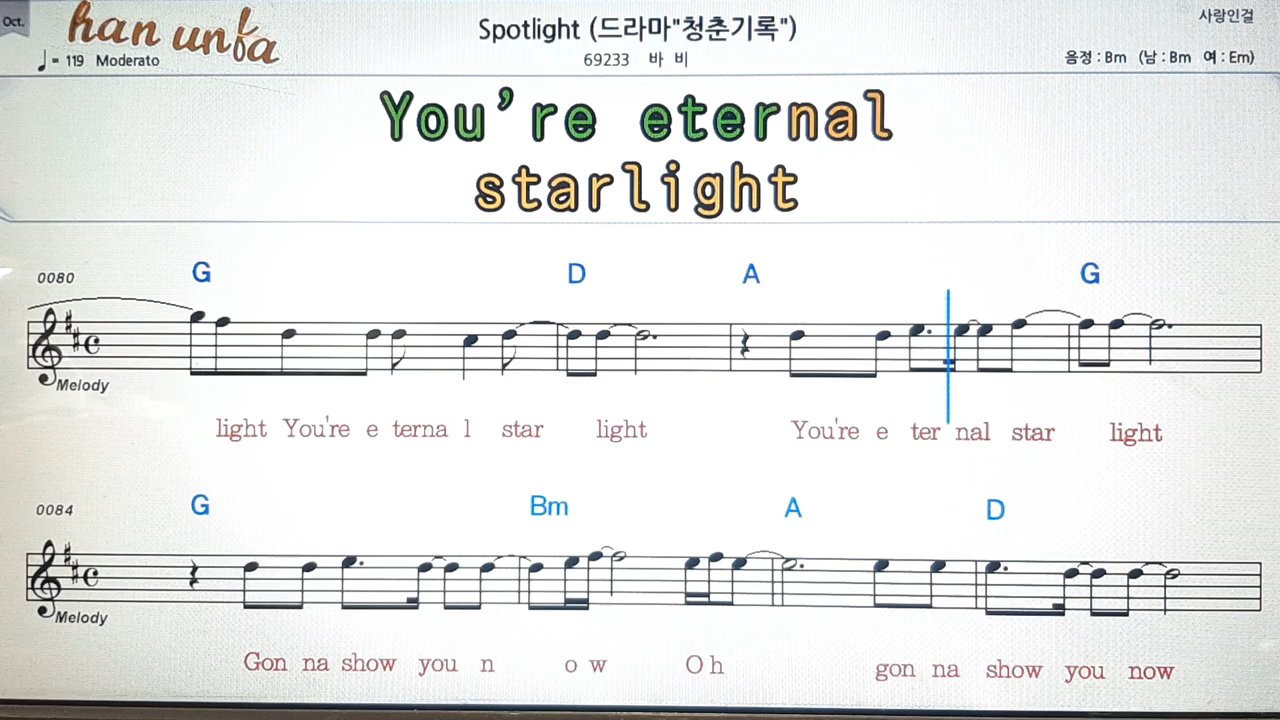 Oct.
han unfa
Spotlight (드라마"청춘기록")
사랑인걸
♩= 119 Moderato
69233 바 비
음정 : Bm (남 : Bm 여 : Em)
You're eternal
starlight
0080
G D A G
Melody
light You're e terna l star light You're e ter nal star light
0084
G Bm A D
Melody
Gon na show you n o w O h gon na show you now